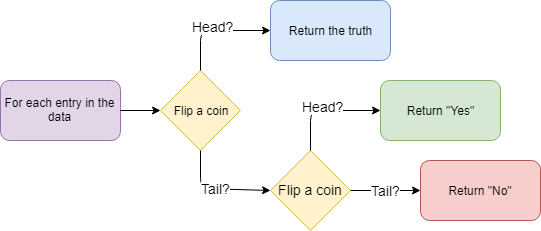 Head?
Return the truth
For each entry in the
data
Flip a coin
Head?
Return "Yes"
Tail?
Flip a coin
Tail?
Return "No"